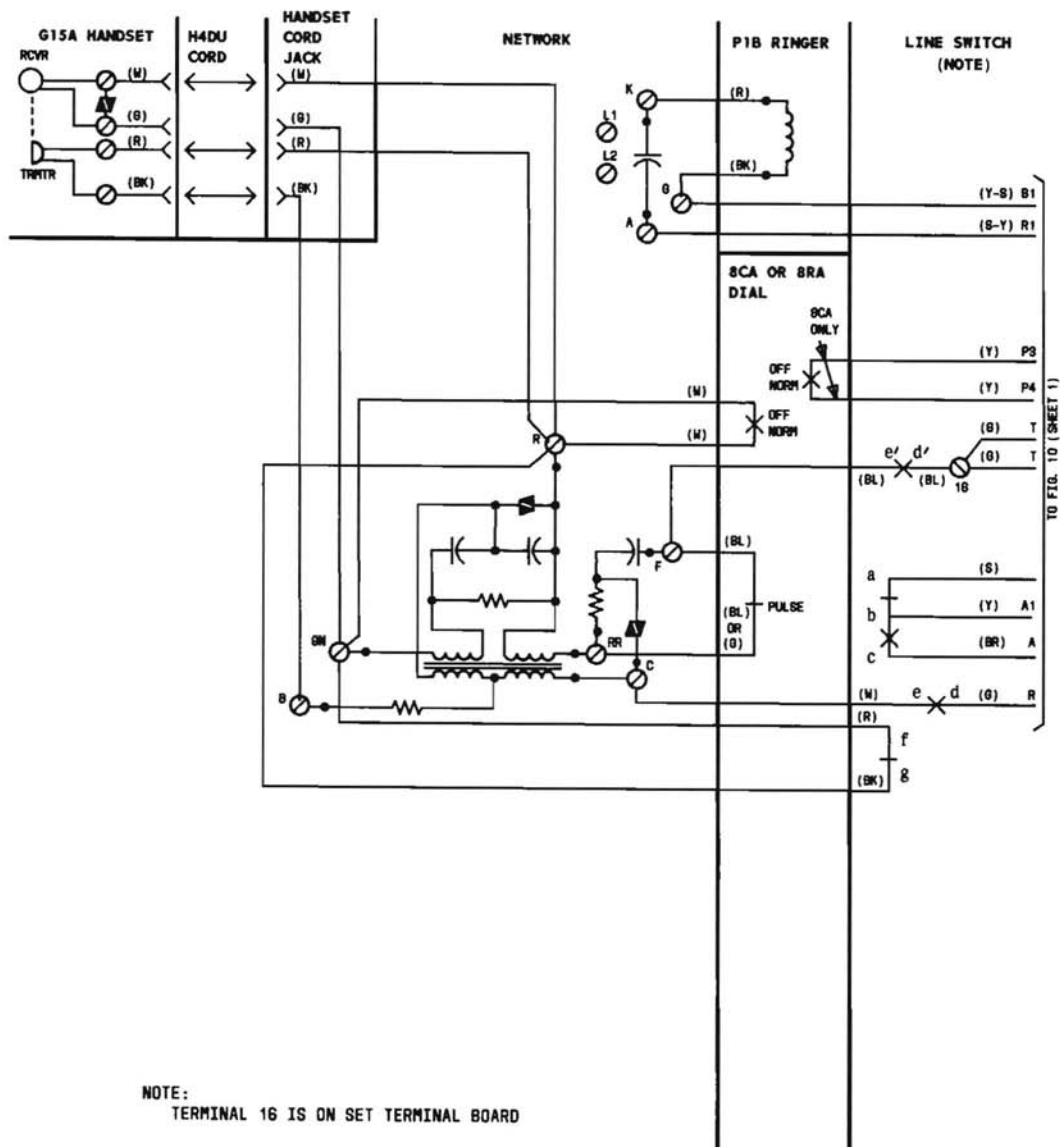 G15A HANDSET
RCVR
(W)
(G)
(R)
TRMTR
(BK)
H4DU
CORD
HANDSET
CORD
JACK
(W)
(G)
(R)
(BK)
NETWORK
K
L1
L2
G
A
P1B RINGER
(R)
(BK)
LINE SWITCH
(NOTE)
(Y-S) B1
(S-Y) R1
8CA OR 8RA
DIAL
8CA
ONLY
OFF
NORM
(Y) P3
(Y) P4
(W)
OFF
NORM
(W)
R
(G) T
e' d'
(G) T
(BL) (BL) 16
TO FIG. 10 (SHEET 1)
F
(BL)
PULSE
(BL)
OR
(G)
a
(S)
b
(Y) A1
c
(BR) A
GN
RR
C
B
(W) e d (G) R
(R)
f
g
(BK)
NOTE:
TERMINAL 16 IS ON SET TERMINAL BOARD